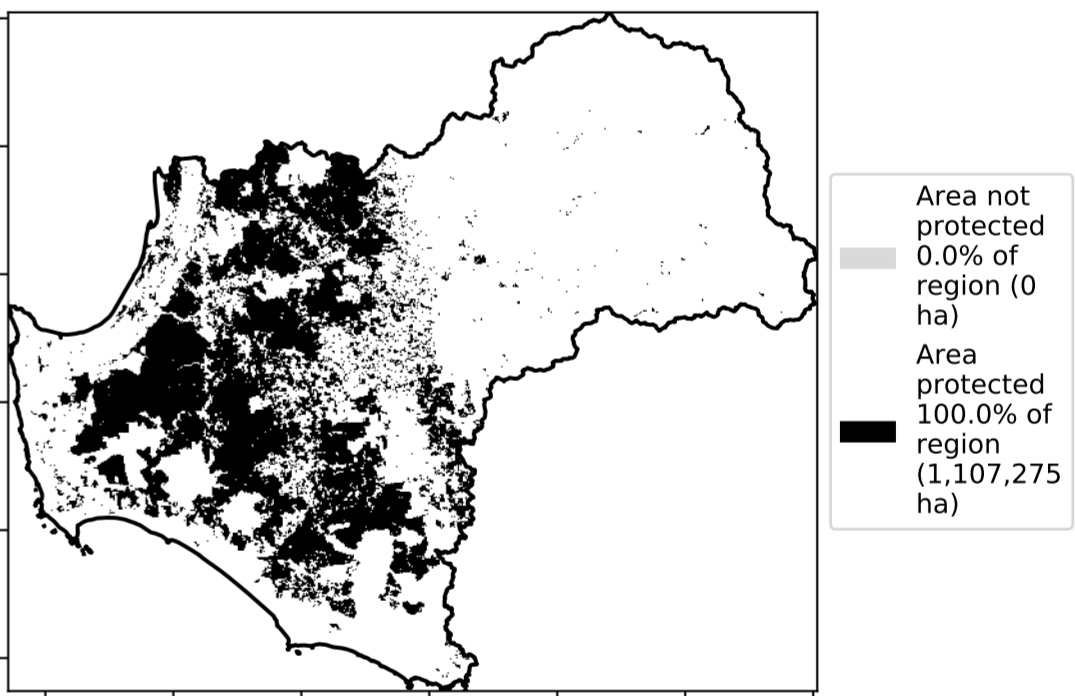 Area not
protected
0.0% of
region (0
ha)
Area
protected
100.0% of
region
(1,107,275
ha)